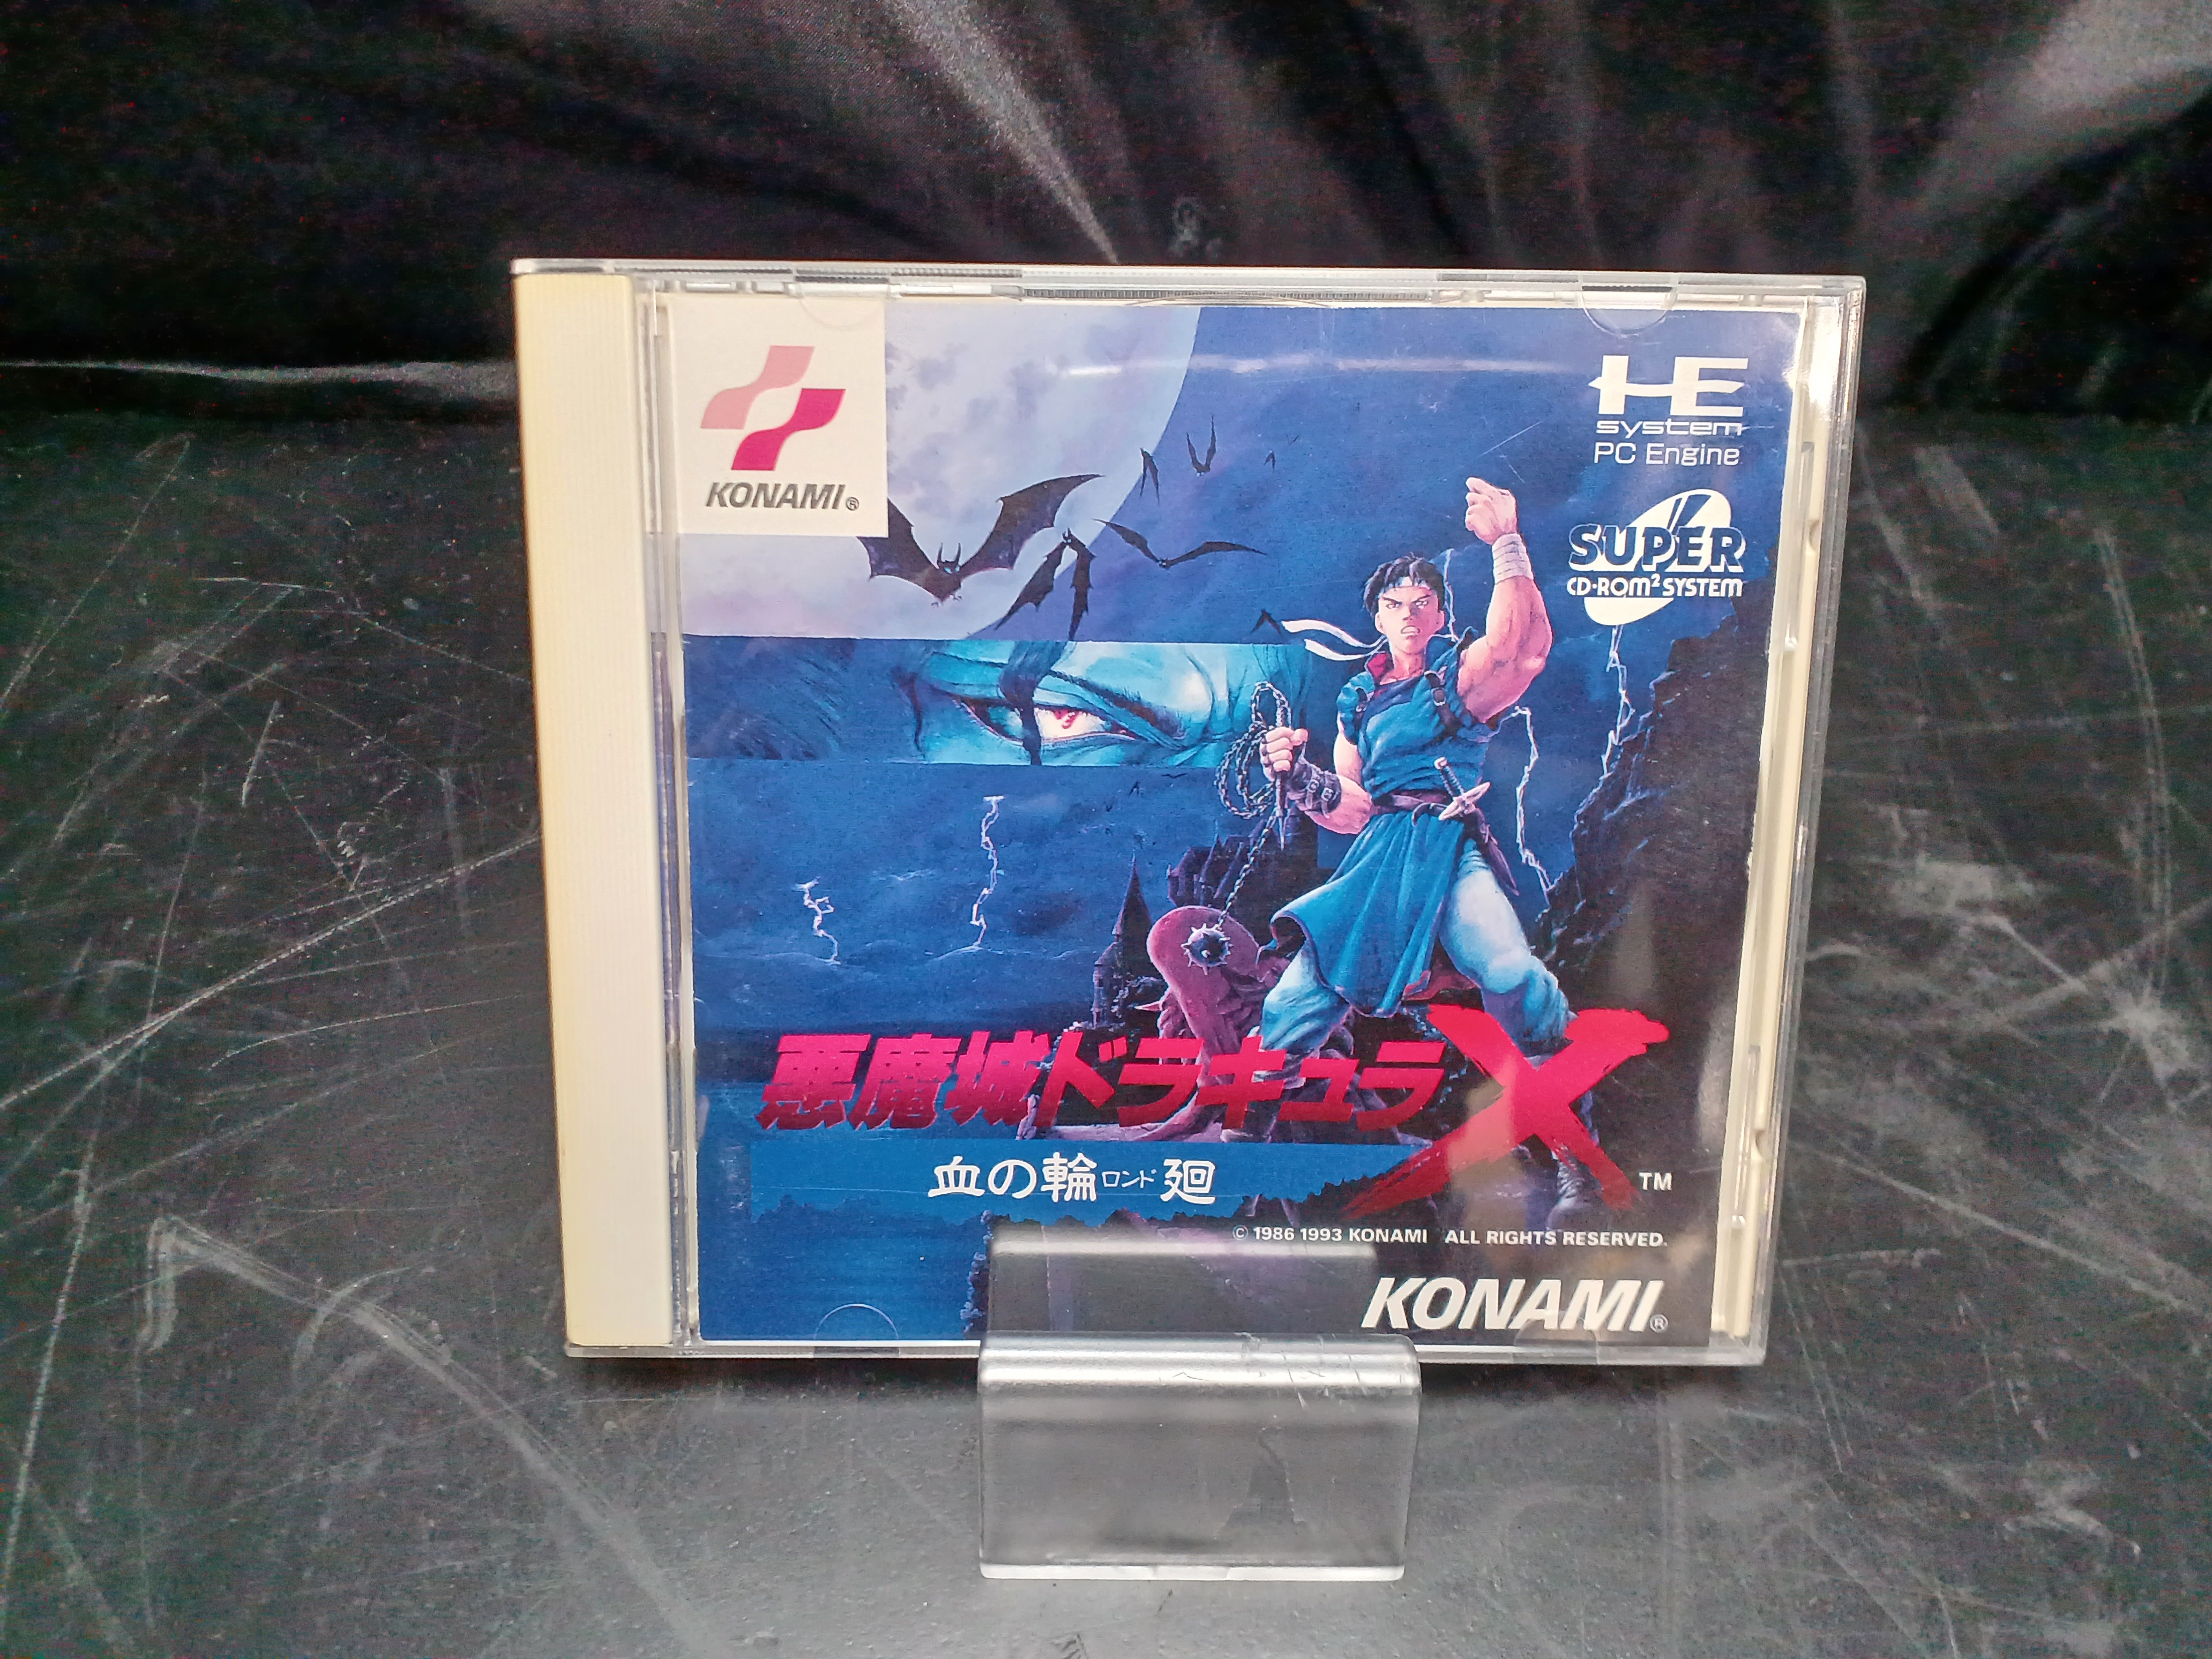 KONAMI®
HE
system
PC Engine
SUPER
CD-ROM² SYSTEM
悪魔城ドラキュラX
血の輪ロンド廻
TM
© 1986 1993 KONAMI ALL RIGHTS RESERVED.
KONAMI®